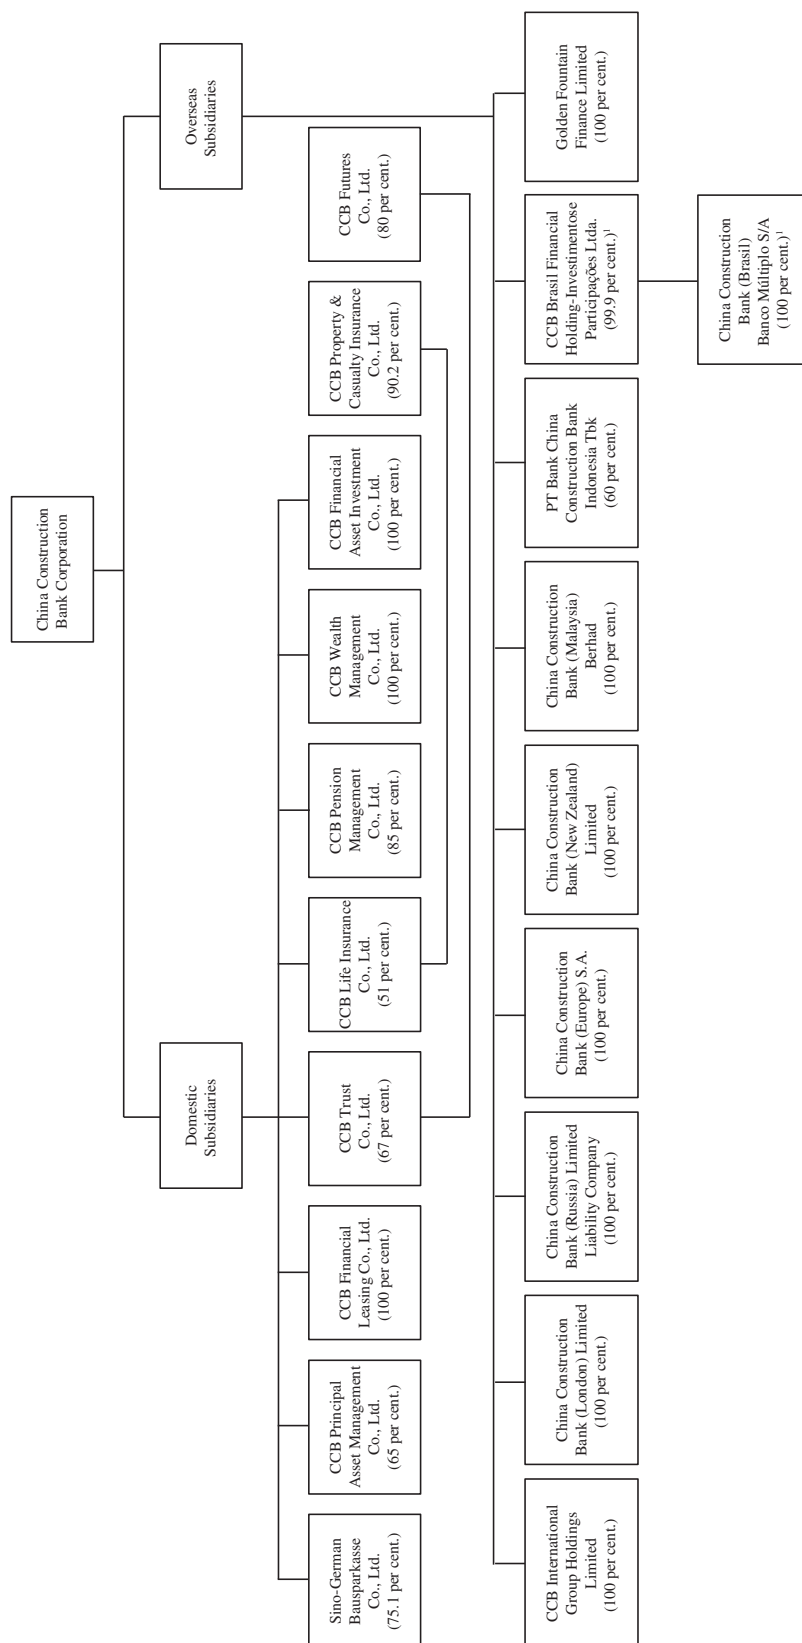 China Construction
Bank Corporation
Domestic
Subsidiaries
Overseas
Subsidiaries
Sino-German
Bausparkasse
Co., Ltd.
(75.1 per cent.)
CCB Principal
Asset Management
Co., Ltd.
(65 per cent.)
CCB Financial
Leasing Co., Ltd.
(100 per cent.)
CCB Trust
Co., Ltd.
(67 per cent.)
CCB Life Insurance
Co., Ltd.
(51 per cent.)
CCB Pension
Management
Co., Ltd.
(85 per cent.)
CCB Wealth
Management
Co., Ltd.
(100 per cent.)
CCB Financial
Asset Investment
Co., Ltd.
(100 per cent.)
CCB Property &
Casualty Insurance
Co., Ltd.
(90.2 per cent.)
CCB Futures
Co., Ltd.
(80 per cent.)
CCB International
Group Holdings
Limited
(100 per cent.)
China Construction
Bank (London) Limited
(100 per cent.)
China Construction
Bank (Russia) Limited
Liability Company
(100 per cent.)
China Construction
Bank (Europe) S.A.
(100 per cent.)
China Construction
Bank (New Zealand)
Limited
(100 per cent.)
China Construction
Bank (Malaysia)
Berhad
(100 per cent.)
PT Bank China
Construction Bank
Indonesia Tbk
(60 per cent.)
CCB Brasil Financial
Holding-Investimentose
Participações Ltda.
(99.9 per cent.)¹
Golden Fountain
Finance Limited
(100 per cent.)
China Construction
Bank (Brasil)
Banco Múltiplo S/A
(100 per cent.)¹